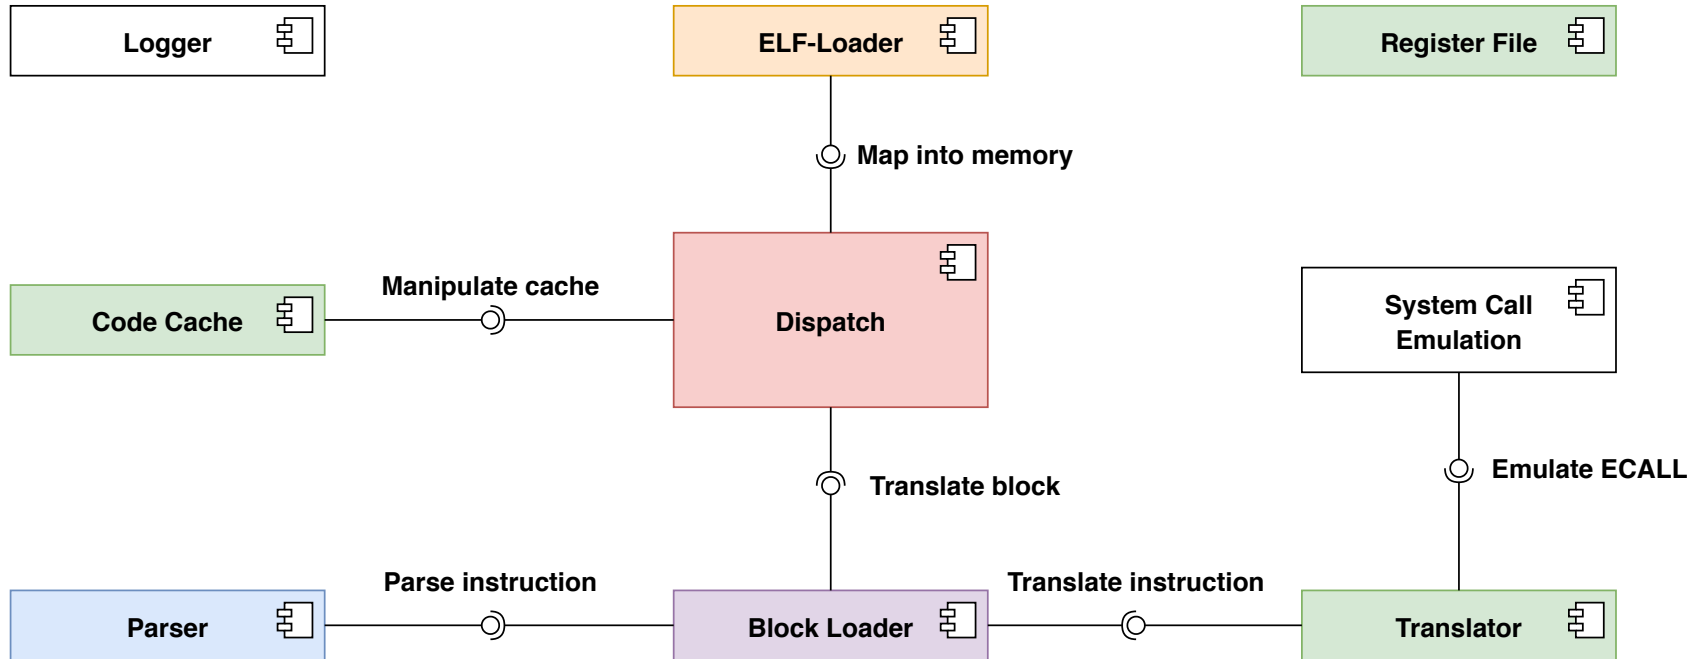 Logger
ELF-Loader
Register File
Map into memory
Manipulate cache
Code Cache
Dispatch
System Call
Emulation
Translate block
Emulate ECALL
Parse instruction
Translate instruction
Parser
Block Loader
Translator